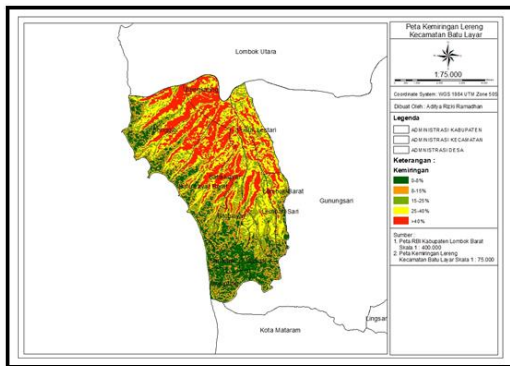 Peta Kemiringan Lereng
Kecamatan Batu Layar
1:75.000
Coordinate System: WGS 1984 UTM Zone 50S
Dibuat Oleh : Aditya Rizki Ramadhan
Legenda
ADMINISTRASI KABUPATEN
ADMINISTRASI KECAMATAN
ADMINISTRASI DESA
Keterangan :
Kemiringan
0-8%
8-15%
15-25%
25-40%
>40%
Sumber :
1. Peta RBI Kabupaten Lombok Barat
Skala 1 : 400.000
2. Peta Kemiringan Lereng
Kecamatan Batu Layar Skala 1 : 75.000
Lombok Utara
Gunungsari
Lingsar
Kota Mataram